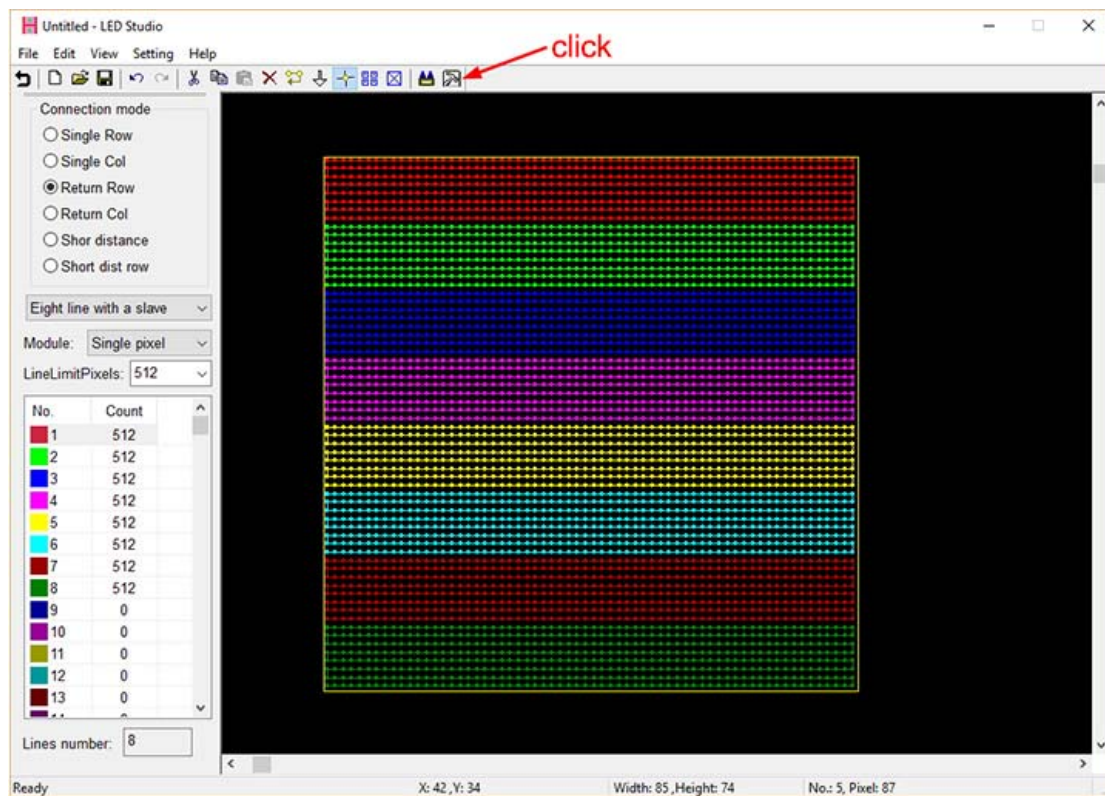 Untitled - LED Studio
File Edit View Setting Help
click
Connection mode
Single Row
Single Col
Return Row
Return Col
Shor distance
Short dist row
Eight line with a slave
Module: Single pixel
LineLimitPixels: 512
No. Count
1 512
2 512
3 512
4 512
5 512
6 512
7 512
8 512
9 0
10 0
11 0
12 0
13 0
Lines number: 8
Ready X: 42 ,Y: 34 Width: 85 ,Height: 74 No.: 5, Pixel: 87